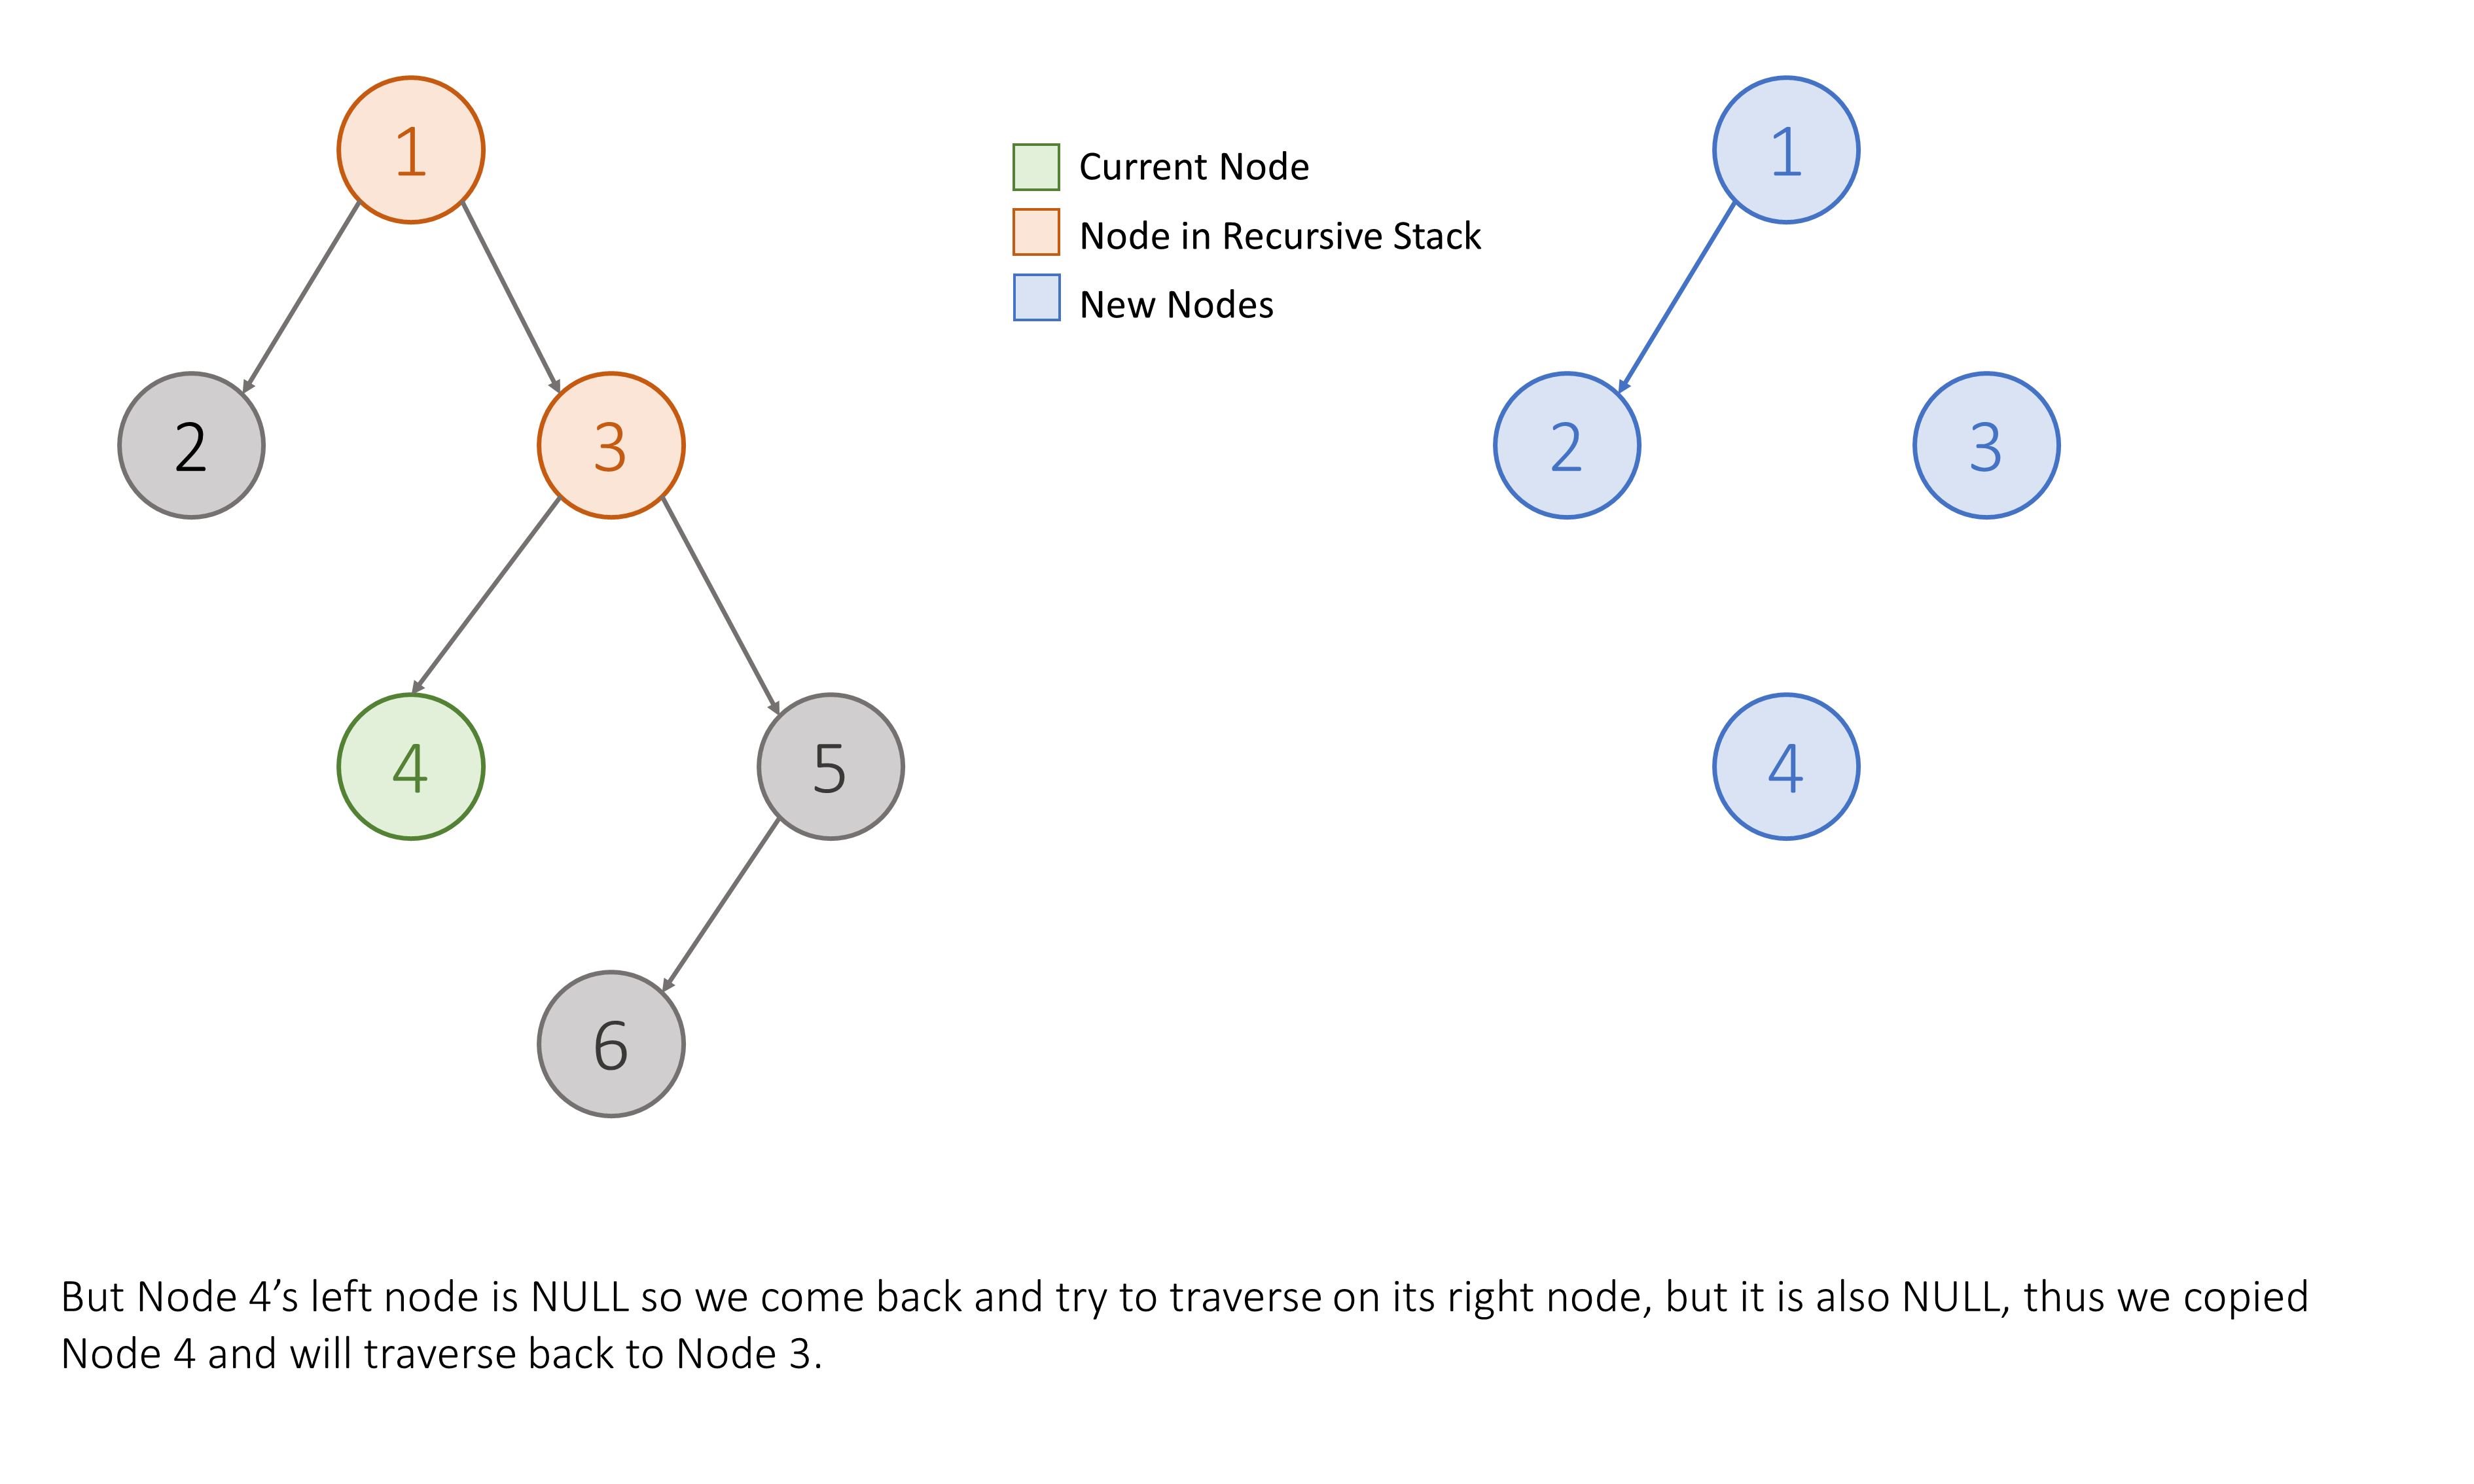 1
1
Current Node
Node in Recursive Stack
New Nodes
2
3
2
3
4
5
4
6
But Node 4’s left node is NULL so we come back and try to traverse on its right node, but it is also NULL, thus we copied
Node 4 and will traverse back to Node 3.